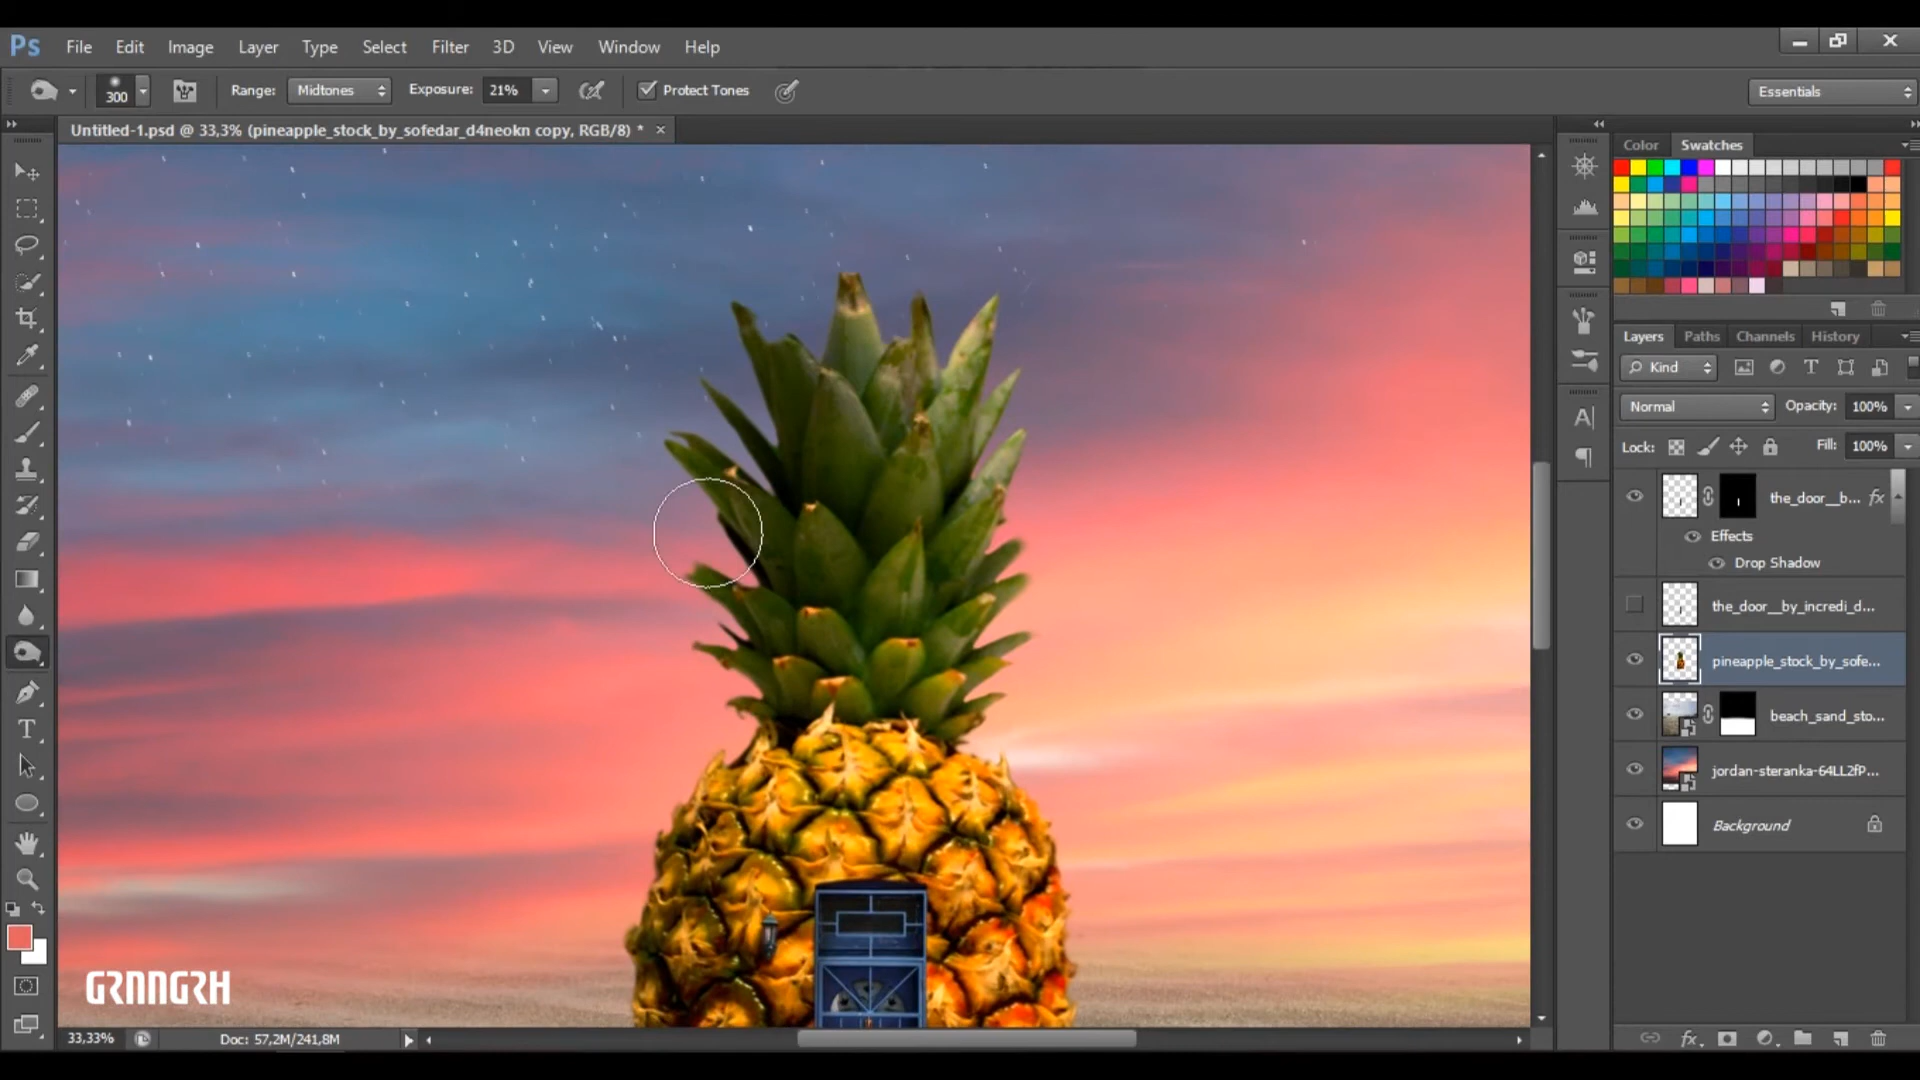 Ps File Edit Image Layer Type Select Filter 3D View Window Help
300 Range: Midtones Exposure: 21% Protect Tones Essentials
Untitled-1.psd @ 33,3% (pineapple_stock_by_sofedar_d4neokn copy, RGB/8) * ×
Color Swatches
Layers Paths Channels History
Kind
Normal Opacity: 100%
Lock: Fill: 100%
the_door__b... fx
Effects
Drop Shadow
the_door__by_incredi_d...
pineapple_stock_by_sofe...
beach_sand_sto...
jordan-steranka-64LL2fP...
Background
GRNNGRH
33,33% Doc: 57,2M/241,8M